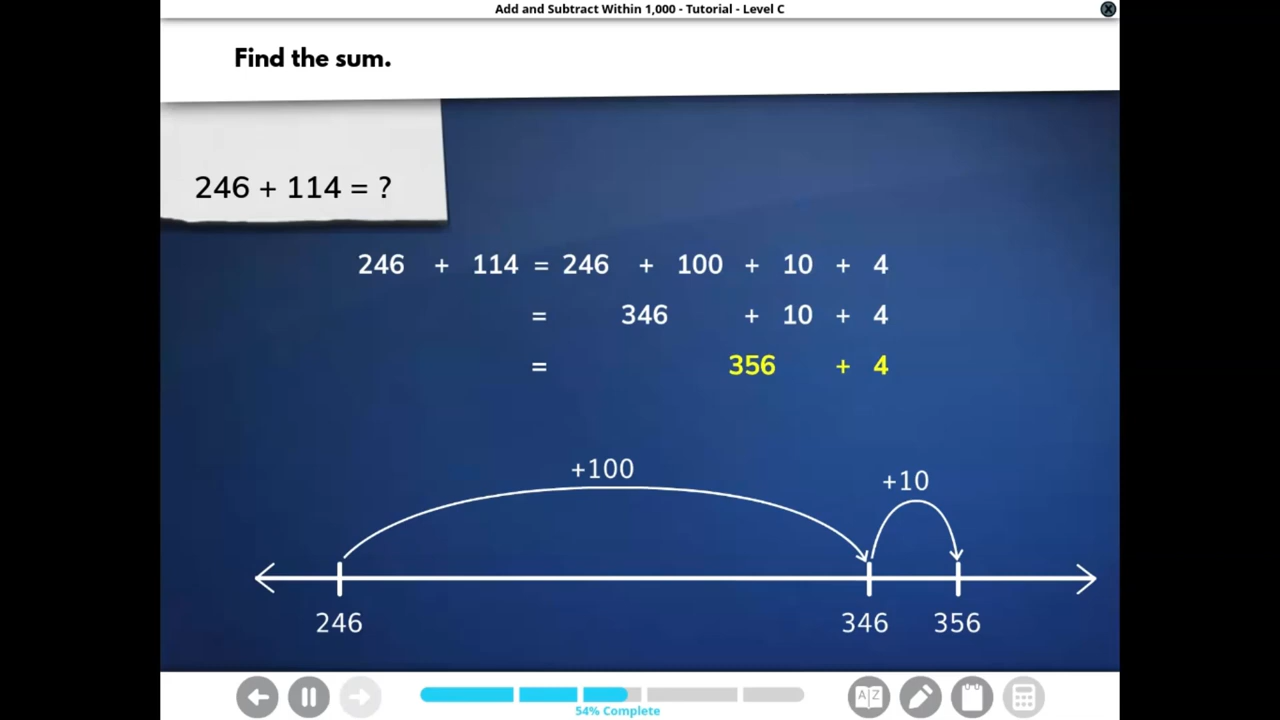 Add and Subtract Within 1,000 - Tutorial - Level C
Find the sum.
246 + 114 = ?
246 + 114 = 246 + 100 + 10 + 4
= 346 + 10 + 4
= 356 + 4
+100
+10
246 346 356
54% Complete
A Z